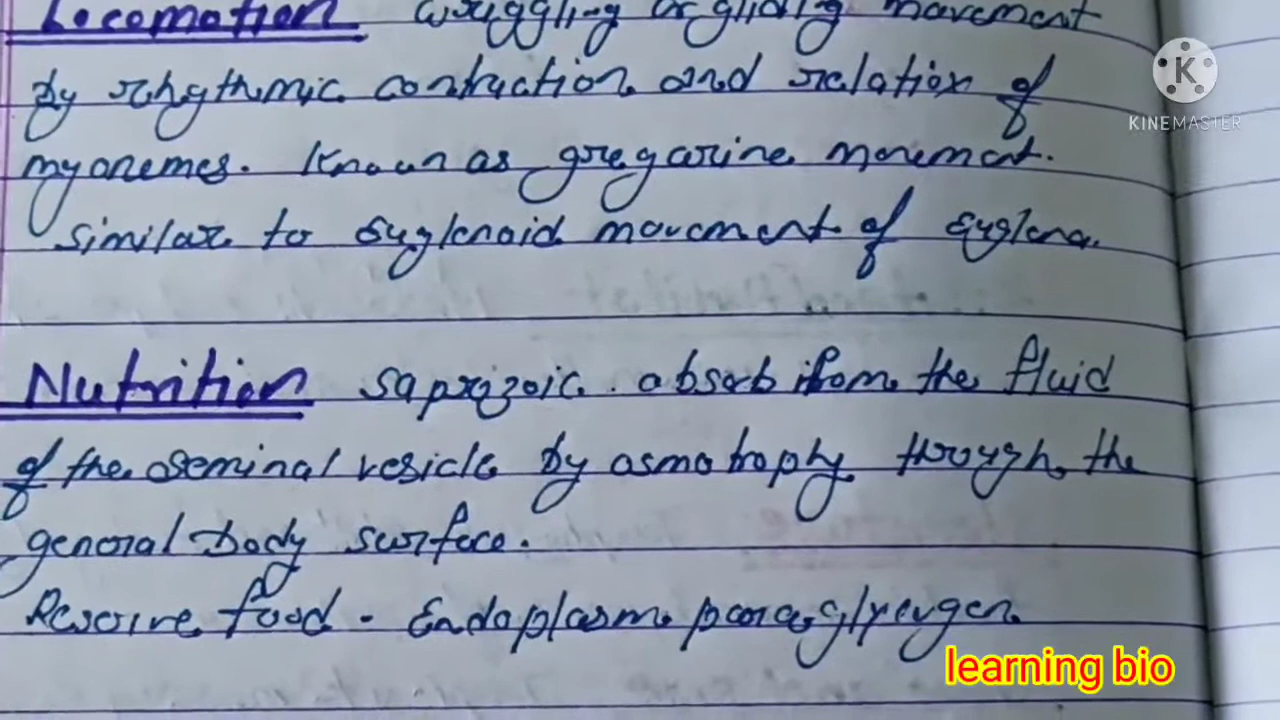 Locomotion wriggling or gliding movement
K
by rhythmic contraction and relation of
KINEMASTER
myonemes. Known as gregarine movement.
Similar to Euglenoid movement of Euglena.
Nutrition saprozoic. absorb from the fluid
of the seminal vesicle by osmotrophy through the
general body surface.
Reserve food - Endoplasm paraglycogen
learning bio